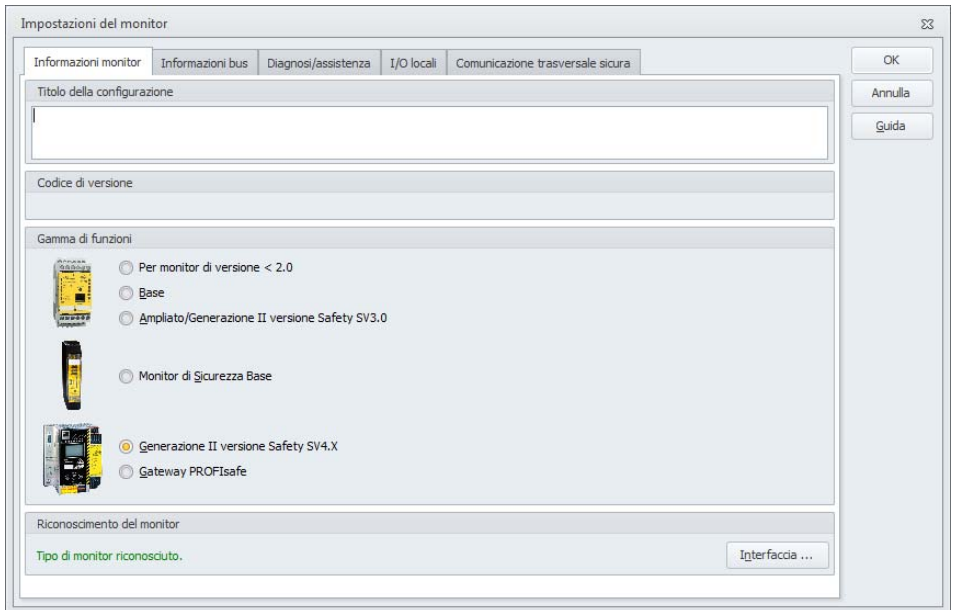 Impostazioni del monitor
Informazioni monitor Informazioni bus Diagnosi/assistenza I/O locali Comunicazione trasversale sicura
OK
Annulla
Guida
Titolo della configurazione
Codice di versione
Gamma di funzioni
Per monitor di versione < 2.0
Base
Ampliato/Generazione II versione Safety SV3.0
Monitor di Sicurezza Base
Generazione II versione Safety SV4.X
Gateway PROFIsafe
Riconoscimento del monitor
Tipo di monitor riconosciuto.
Interfaccia ...